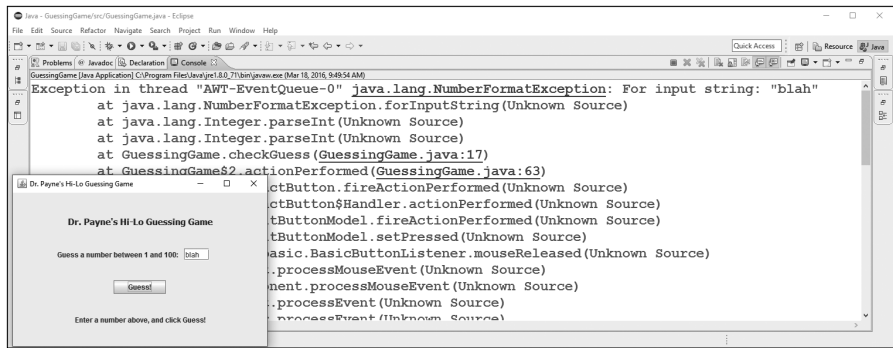 Java - GuessingGame/src/GuessingGame.java - Eclipse
File Edit Source Refactor Navigate Search Project Run Window Help
Quick Access Resource Java
Problems @ Javadoc Declaration Console
GuessingGame [Java Application] C:\Program Files\Java\jre1.8.0_71\bin\javaw.exe (Mar 18, 2016, 9:49:54 AM)
Exception in thread "AWT-EventQueue-0" java.lang.NumberFormatException: For input string: "blah"
at java.lang.NumberFormatException.forInputString(Unknown Source)
at java.lang.Integer.parseInt(Unknown Source)
at java.lang.Integer.parseInt(Unknown Source)
at GuessingGame.checkGuess(GuessingGame.java:17)
at GuessingGame$2.actionPerformed(GuessingGame.java:63)
ctButton.fireActionPerformed(Unknown Source)
ctButton$Handler.actionPerformed(Unknown Source)
tButtonModel.fireActionPerformed(Unknown Source)
tButtonModel.setPressed(Unknown Source)
asic.BasicButtonListener.mouseReleased(Unknown Source)
.processMouseEvent(Unknown Source)
nent.processMouseEvent(Unknown Source)
.processEvent(Unknown Source)
.processEvent(Unknown Source)
Dr. Payne's Hi-Lo Guessing Game
Dr. Payne's Hi-Lo Guessing Game
Guess a number between 1 and 100: blah
Guess!
Enter a number above, and click Guess!